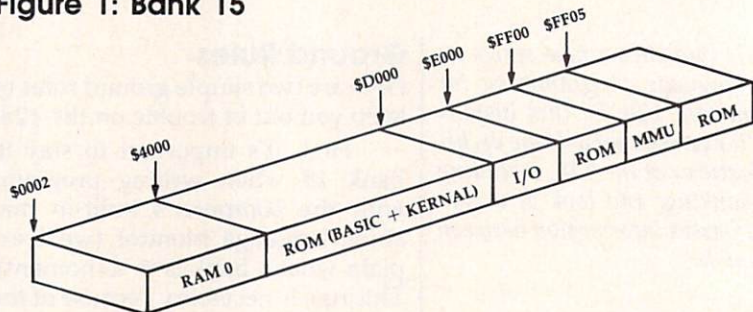 Figure 1: Bank 15
$0002
$4000
$D000
$E000
$FF00
$FF05
RAM 0
ROM (BASIC + KERNAL)
I/O
ROM
MMU
ROM